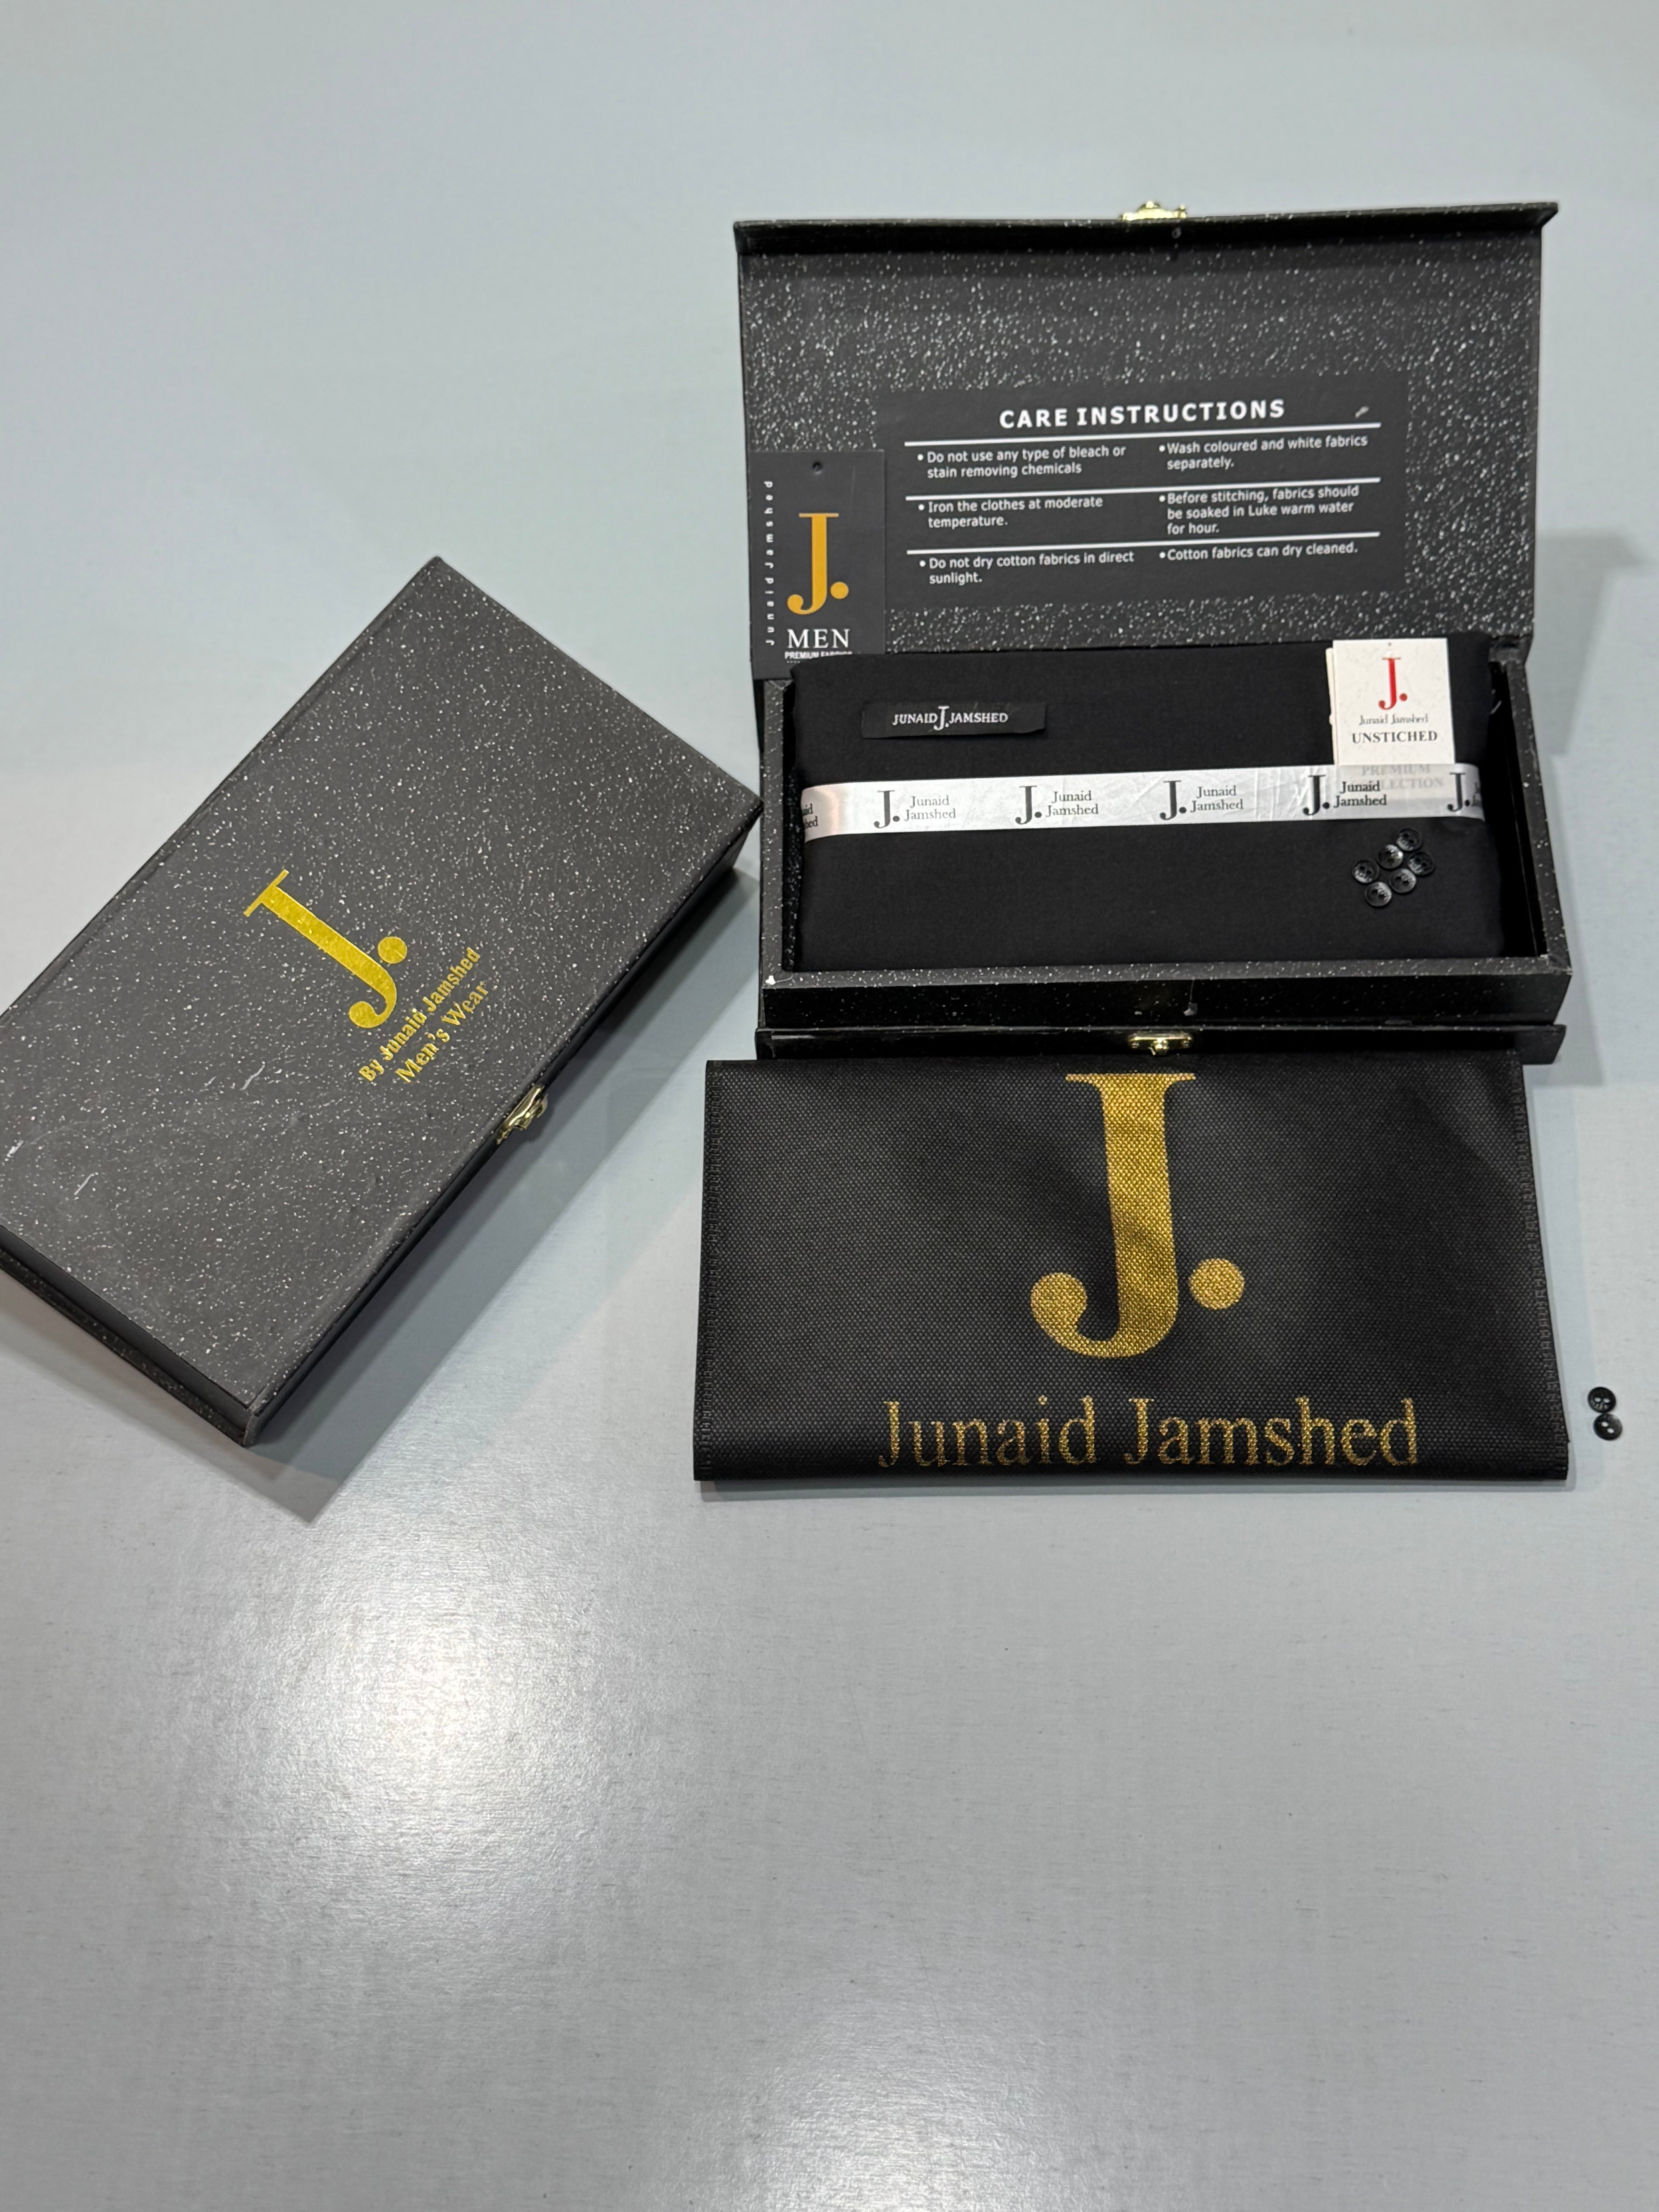 J.
By Junaid Jamshed
Men's Wear
CARE INSTRUCTIONS
• Do not use any type of bleach or
stain removing chemicals
• Wash coloured and white fabrics
separately.
• Iron the clothes at moderate
temperature.
• Before stitching, fabrics should
be soaked in Luke warm water
for hour.
• Do not dry cotton fabrics in direct
sunlight.
• Cotton fabrics can dry cleaned.
Junaid Jamshed
J.
MEN
PREMIUM FABRICS
JUNAID J. JAMSHED
J.
Junaid Jamshed
UNSTICHED
PREMIUM
J. Junaid Jamshed
J. Junaid Jamshed
J. Junaid Jamshed
J. Junaid Jamshed
J.
J.
Junaid Jamshed